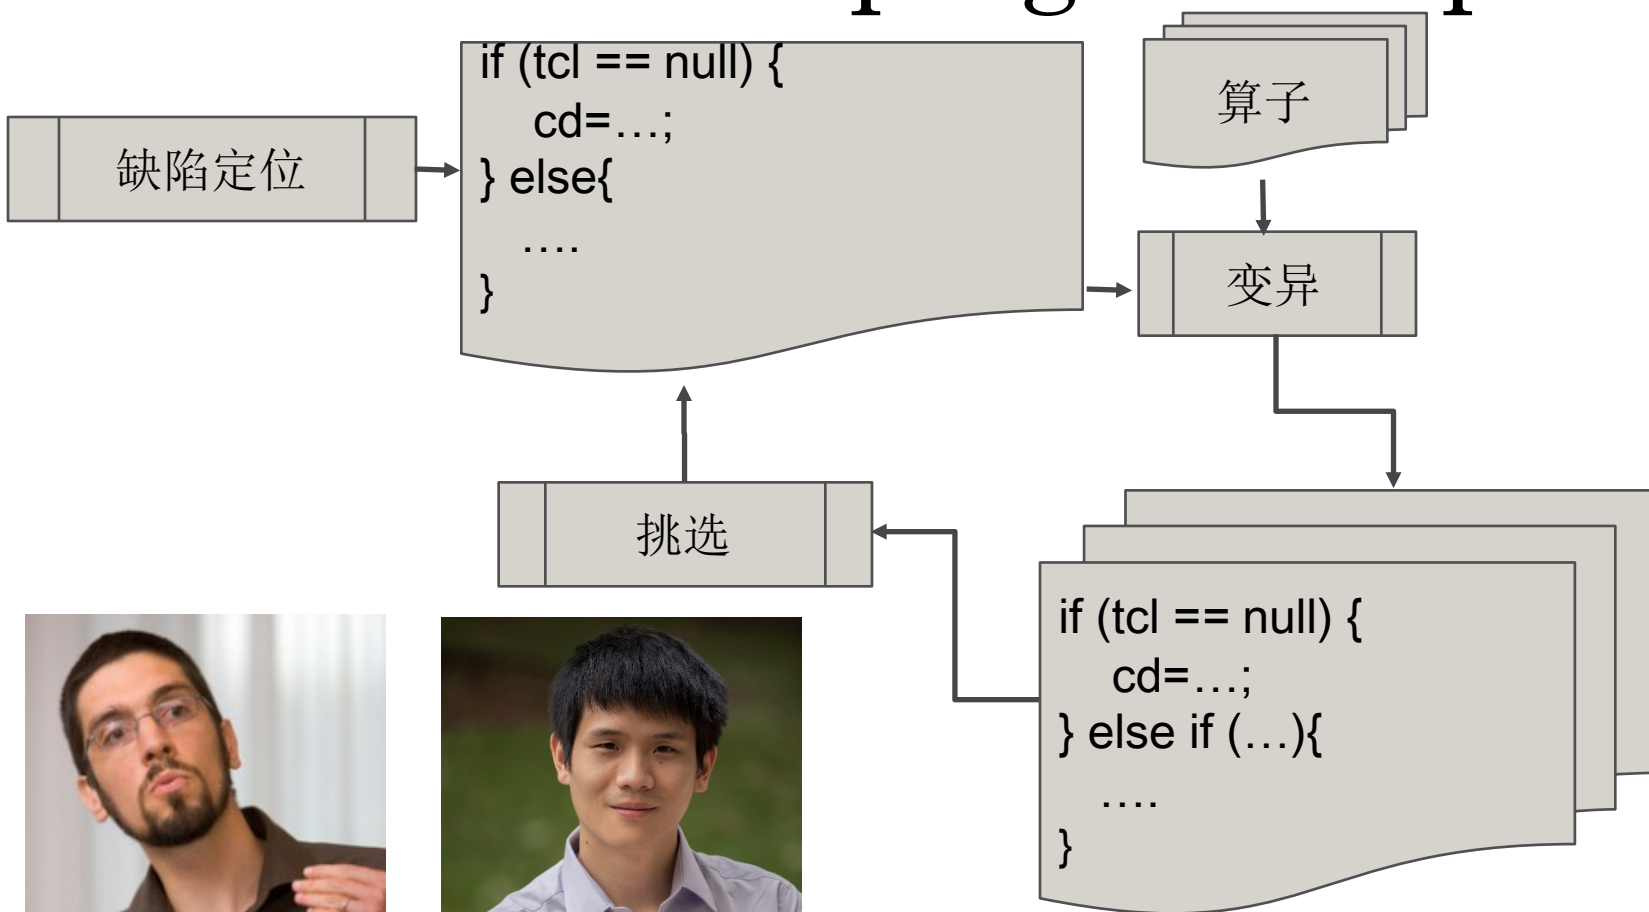 if (tcl == null) {
cd=…;
} else{
….
}
算子
缺陷定位
变异
挑选
if (tcl == null) {
cd=…;
} else if (…){
….
}